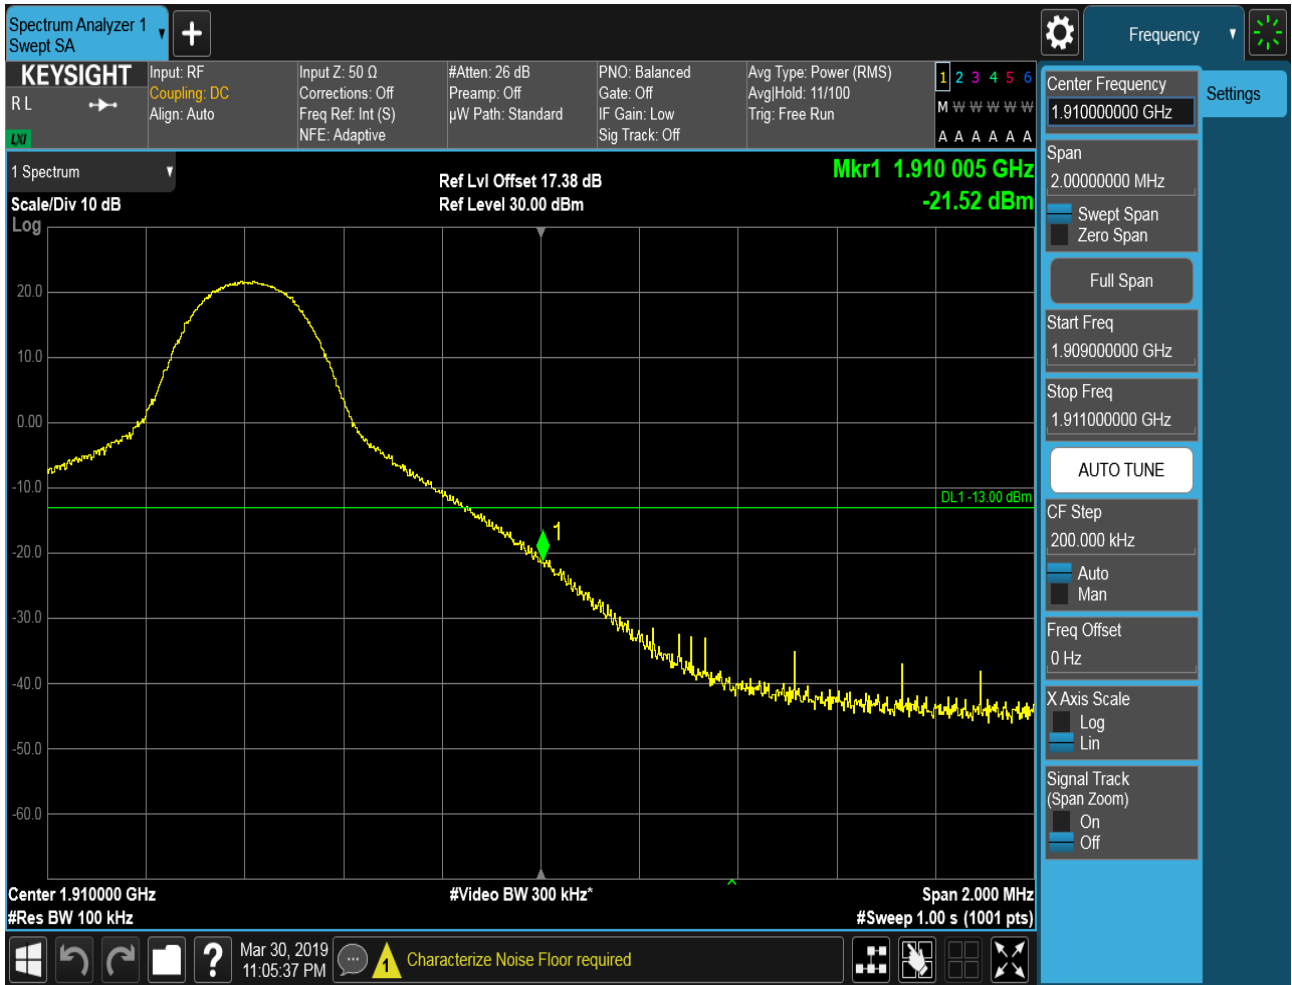 Spectrum Analyzer 1
Swept SA
Frequency
KEYSIGHT
R L
LXI
Input: RF
Coupling: DC
Align: Auto
Input Z: 50 Ω
Corrections: Off
Freq Ref: Int (S)
NFE: Adaptive
#Atten: 26 dB
Preamp: Off
µW Path: Standard
PNO: Balanced
Gate: Off
IF Gain: Low
Sig Track: Off
Avg Type: Power (RMS)
Avg|Hold: 11/100
Trig: Free Run
1 2 3 4 5 6
M W W W W W
A A A A A A
1 Spectrum
Scale/Div 10 dB
Log
Ref Lvl Offset 17.38 dB
Ref Level 30.00 dBm
Mkr1 1.910 005 GHz
-21.52 dBm
20.0
10.0
0.00
-10.0
-20.0
-30.0
-40.0
-50.0
-60.0
DL1 -13.00 dBm
1
Center 1.910000 GHz
#Res BW 100 kHz
#Video BW 300 kHz*
Span 2.000 MHz
#Sweep 1.00 s (1001 pts)
Mar 30, 2019
11:05:37 PM
?
1
Characterize Noise Floor required
Center Frequency
1.910000000 GHz
Settings
Span
2.00000000 MHz
Swept Span
Zero Span
Full Span
Start Freq
1.909000000 GHz
Stop Freq
1.911000000 GHz
AUTO TUNE
CF Step
200.000 kHz
Auto
Man
Freq Offset
0 Hz
X Axis Scale
Log
Lin
Signal Track
(Span Zoom)
On
Off